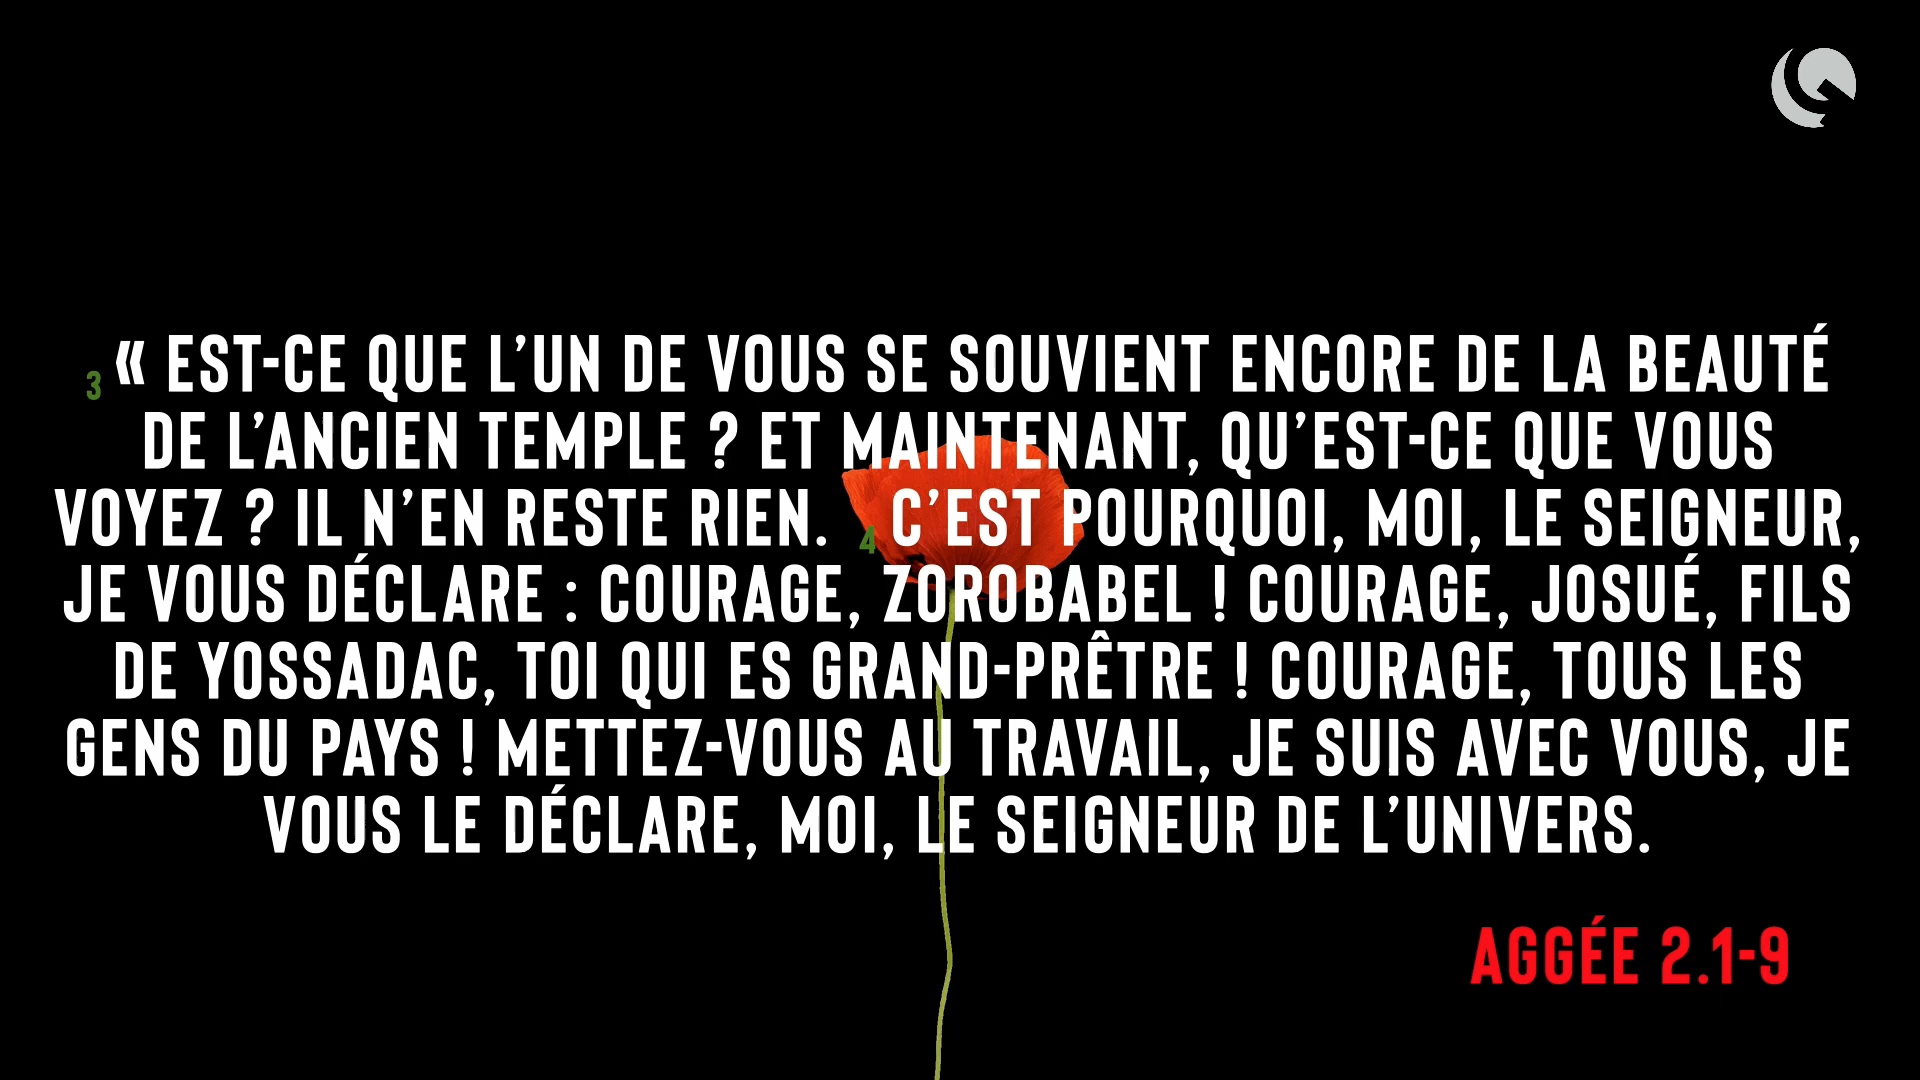 3 « EST-CE QUE L’UN DE VOUS SE SOUVIENT ENCORE DE LA BEAUTÉ
DE L’ANCIEN TEMPLE ? ET MAINTENANT, QU’EST-CE QUE VOUS
VOYEZ ? IL N’EN RESTE RIEN. 4 C’EST POURQUOI, MOI, LE SEIGNEUR,
JE VOUS DÉCLARE : COURAGE, ZOROBABEL ! COURAGE, JOSUÉ, FILS
DE YOSSADAC, TOI QUI ES GRAND-PRÊTRE ! COURAGE, TOUS LES
GENS DU PAYS ! METTEZ-VOUS AU TRAVAIL, JE SUIS AVEC VOUS, JE
VOUS LE DÉCLARE, MOI, LE SEIGNEUR DE L’UNIVERS.
AGGÉE 2.1-9